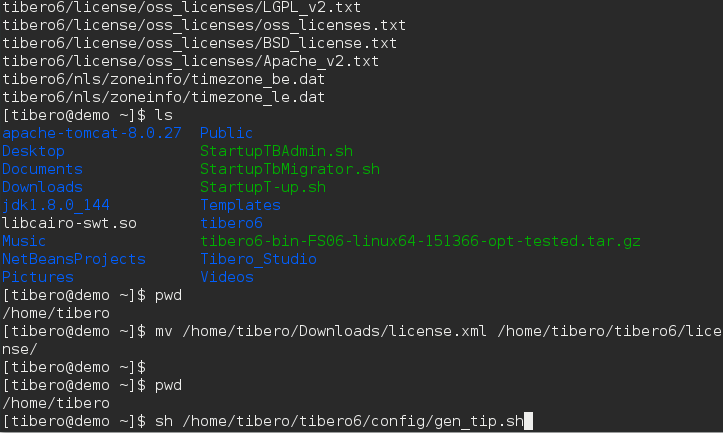 tibero6/license/oss_licenses/LGPL_v2.txt
tibero6/license/oss_licenses/oss_licenses.txt
tibero6/license/oss_licenses/BSD_license.txt
tibero6/license/oss_licenses/Apache_v2.txt
tibero6/nls/zoneinfo/timezone_be.dat
tibero6/nls/zoneinfo/timezone_le.dat
[tibero@demo ~]$ ls
apache-tomcat-8.0.27  Public
Desktop               StartupTBAdmin.sh
Documents             StartupTbMigrator.sh
Downloads             StartupT-up.sh
jdk1.8.0_144          Templates
libcairo-swt.so       tibero6
Music                 tibero6-bin-FS06-linux64-151366-opt-tested.tar.gz
NetBeansProjects      Tibero_Studio
Pictures              Videos
[tibero@demo ~]$ pwd
/home/tibero
[tibero@demo ~]$ mv /home/tibero/Downloads/license.xml /home/tibero/tibero6/lice
nse/
[tibero@demo ~]$
[tibero@demo ~]$ pwd
/home/tibero
[tibero@demo ~]$ sh /home/tibero/tibero6/config/gen_tip.sh